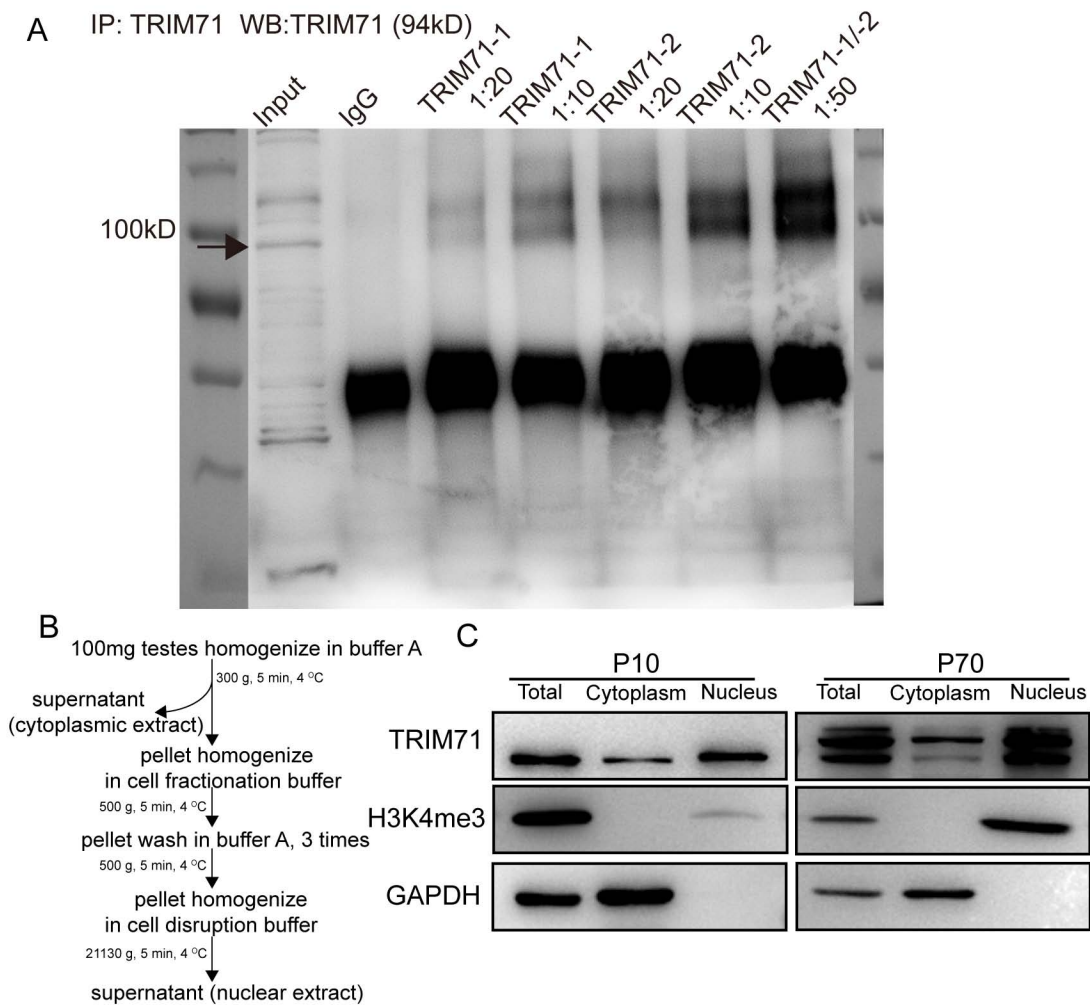 A
IP: TRIM71 WB:TRIM71 (94kD)
Input
IgG
TRIM71-1
1:20
TRIM71-1
1:10
TRIM71-2
1:20
TRIM71-2
1:10
TRIM71-1/-2
1:50
100kD
B
100mg testes homogenize in buffer A
300 g, 5 min, 4 °C
supernatant
(cytoplasmic extract)
pellet homogenize
in cell fractionation buffer
500 g, 5 min, 4 °C
pellet wash in buffer A, 3 times
500 g, 5 min, 4 °C
pellet homogenize
in cell disruption buffer
21130 g, 5 min, 4 °C
supernatant (nuclear extract)
C
P10 P70
Total Cytoplasm Nucleus Total Cytoplasm Nucleus
TRIM71
H3K4me3
GAPDH